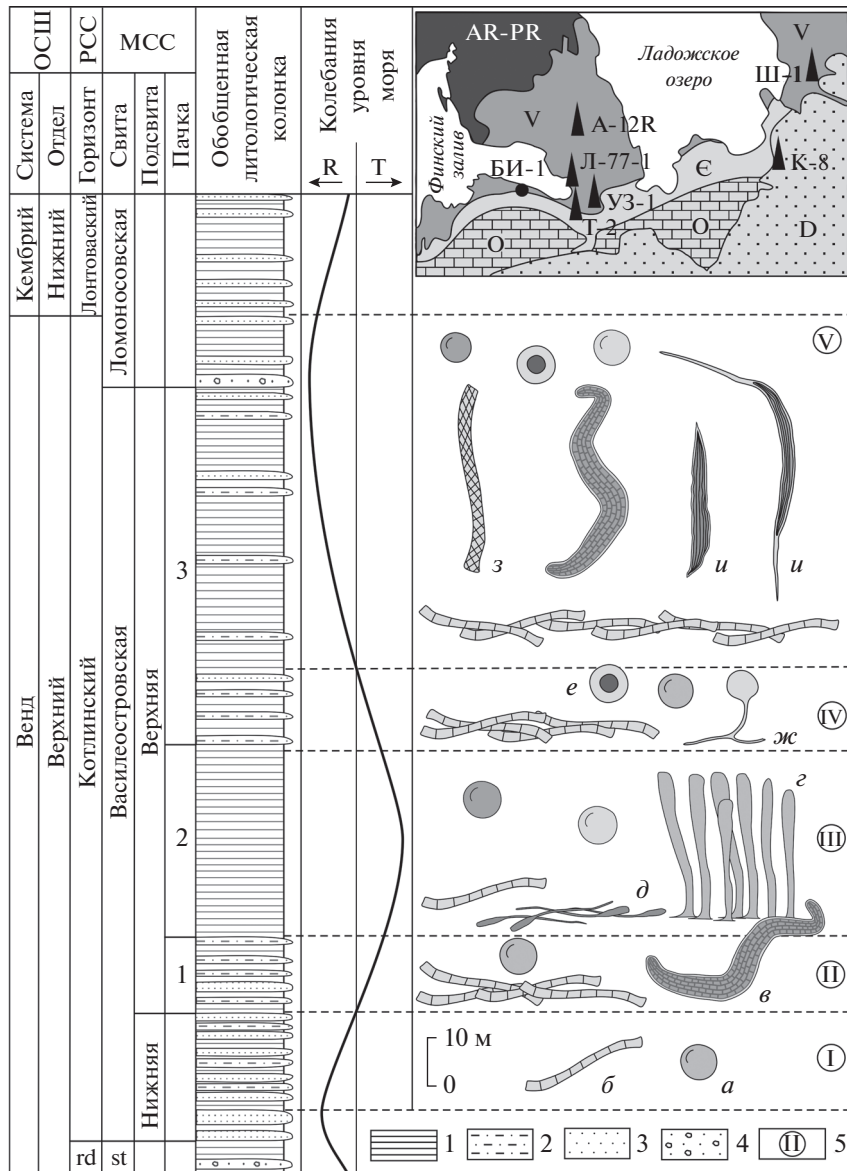 ОСШ
РСС
МСС
Система
Отдел
Горизонт
Свита
Подсвита
Пачка
Обобщенная
литологическая
колонка
Колебания
уровня
моря
R T
AR-PR
Ладожское
озеро
V
Ш-1
V
А-12R
Финский
залив
БИ-1
Л-77-1
Є
К-8
УЗ-1
Т-2
О
О
D
Кембрий
Нижний
Лонтоваский
Ломоносовская
Венд
Верхний
Котлинский
Василеостровская
Верхняя
Нижняя
3
2
1
rd
st
V
з
и
и
е
IV
ж
г
III
д
II
в
10 м
0
б
а
I
1 2 3 4 II 5